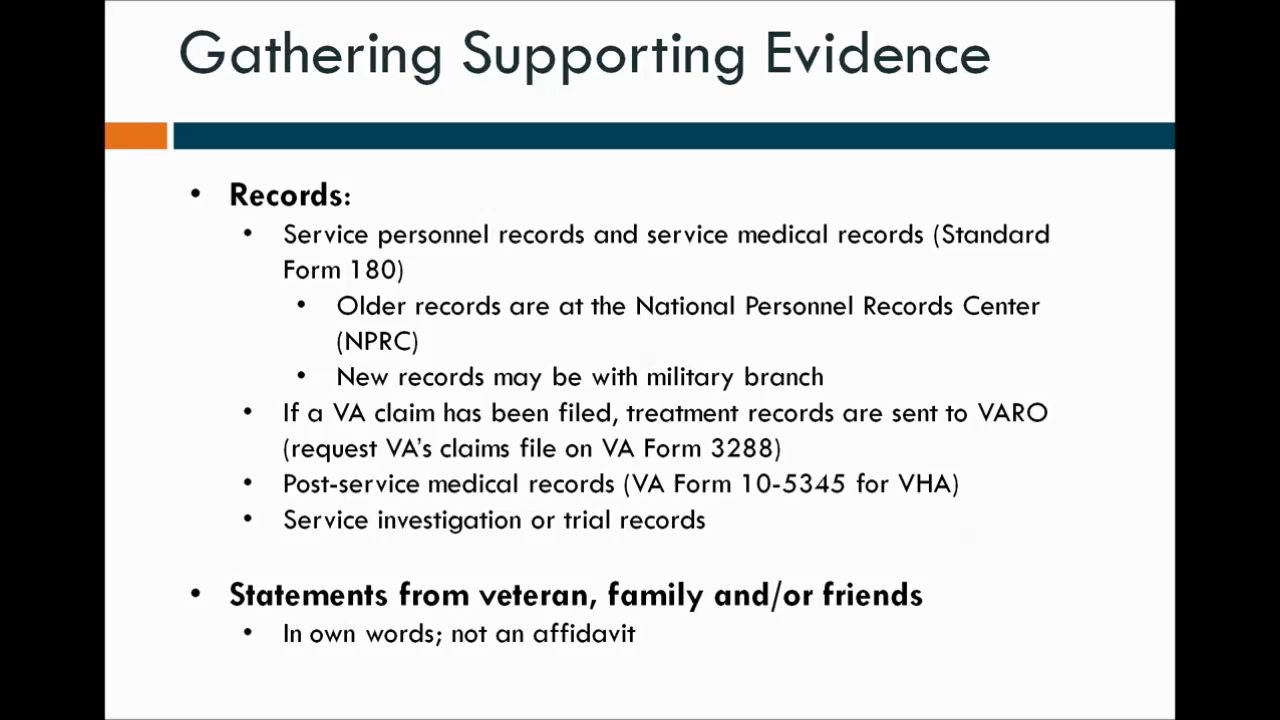 Gathering Supporting Evidence
• Records:
• Service personnel records and service medical records (Standard
Form 180)
• Older records are at the National Personnel Records Center
(NPRC)
• New records may be with military branch
• If a VA claim has been filed, treatment records are sent to VARO
(request VA's claims file on VA Form 3288)
• Post-service medical records (VA Form 10-5345 for VHA)
• Service investigation or trial records
• Statements from veteran, family and/or friends
• In own words; not an affidavit